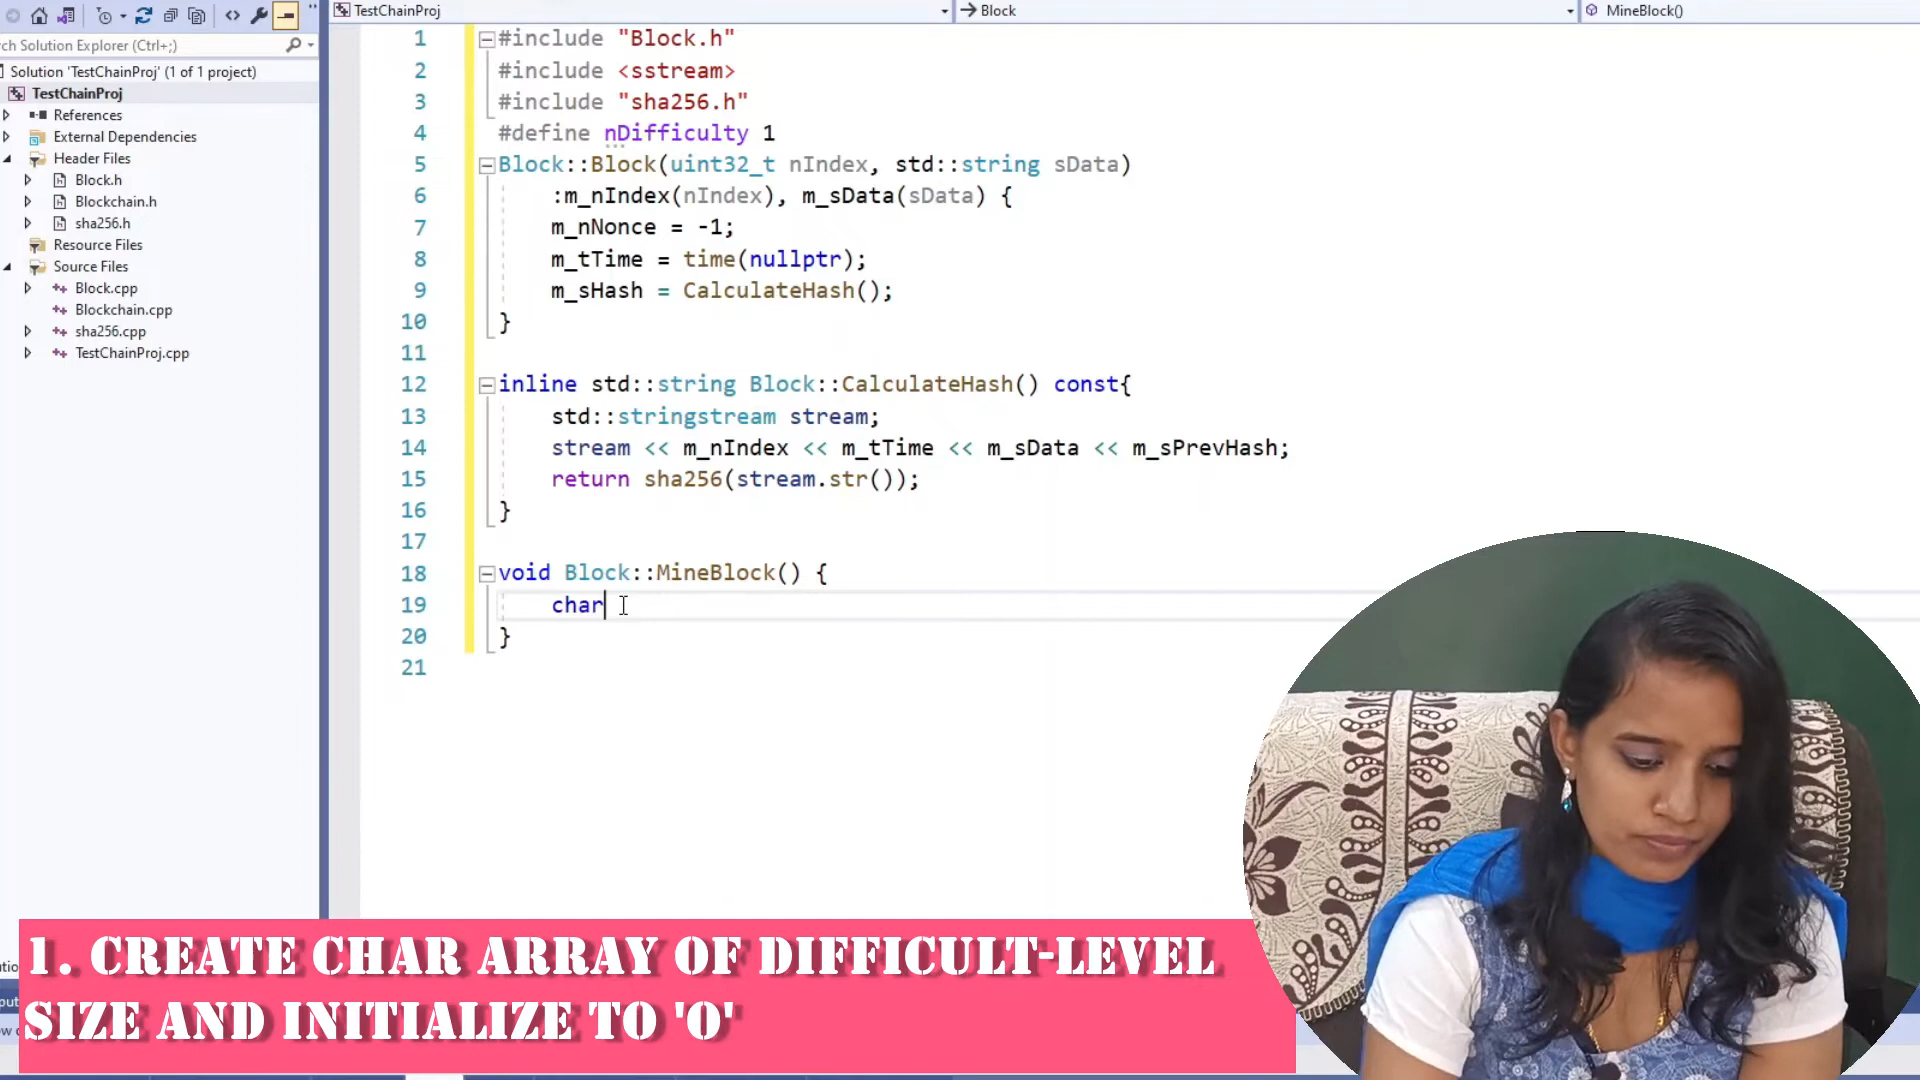 TestChainProj
Block
MineBlock()
ch Solution Explorer (Ctrl+;)
Solution 'TestChainProj' (1 of 1 project)
TestChainProj
References
External Dependencies
Header Files
Block.h
Blockchain.h
sha256.h
Resource Files
Source Files
Block.cpp
Blockchain.cpp
sha256.cpp
TestChainProj.cpp
1 #include "Block.h"
2 #include <sstream>
3 #include "sha256.h"
4 #define nDifficulty 1
5 Block::Block(uint32_t nIndex, std::string sData)
6 :m_nIndex(nIndex), m_sData(sData) {
7 m_nNonce = -1;
8 m_tTime = time(nullptr);
9 m_sHash = CalculateHash();
10 }
11
12 inline std::string Block::CalculateHash() const{
13 std::stringstream stream;
14 stream << m_nIndex << m_tTime << m_sData << m_sPrevHash;
15 return sha256(stream.str());
16 }
17
18 void Block::MineBlock() {
19 char
20 }
21
1. CREATE CHAR ARRAY OF DIFFICULT-LEVEL
SIZE AND INITIALIZE TO '0'